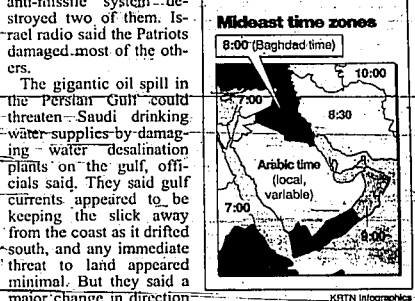 anti-missile system de-
stroyed two of them. Is-
rael radio said the Patriots
damaged most of the oth-
ers.
The gigantic oil spill in
the Persian Gulf could
threaten Saudi drinking
water supplies by damag-
ing water desalination
plants on the gulf, offi-
cials said. They said gulf
currents appeared to be
keeping the slick away
from the coast as it drifted
south, and any immediate
threat to land appeared
minimal. But they said a
major change in direction
Mideast time zones
8:00 (Baghdad time)
10:00
7:00
8:30
Arabic time
(local,
variable)
7:00
8:00
KRTN Infographics